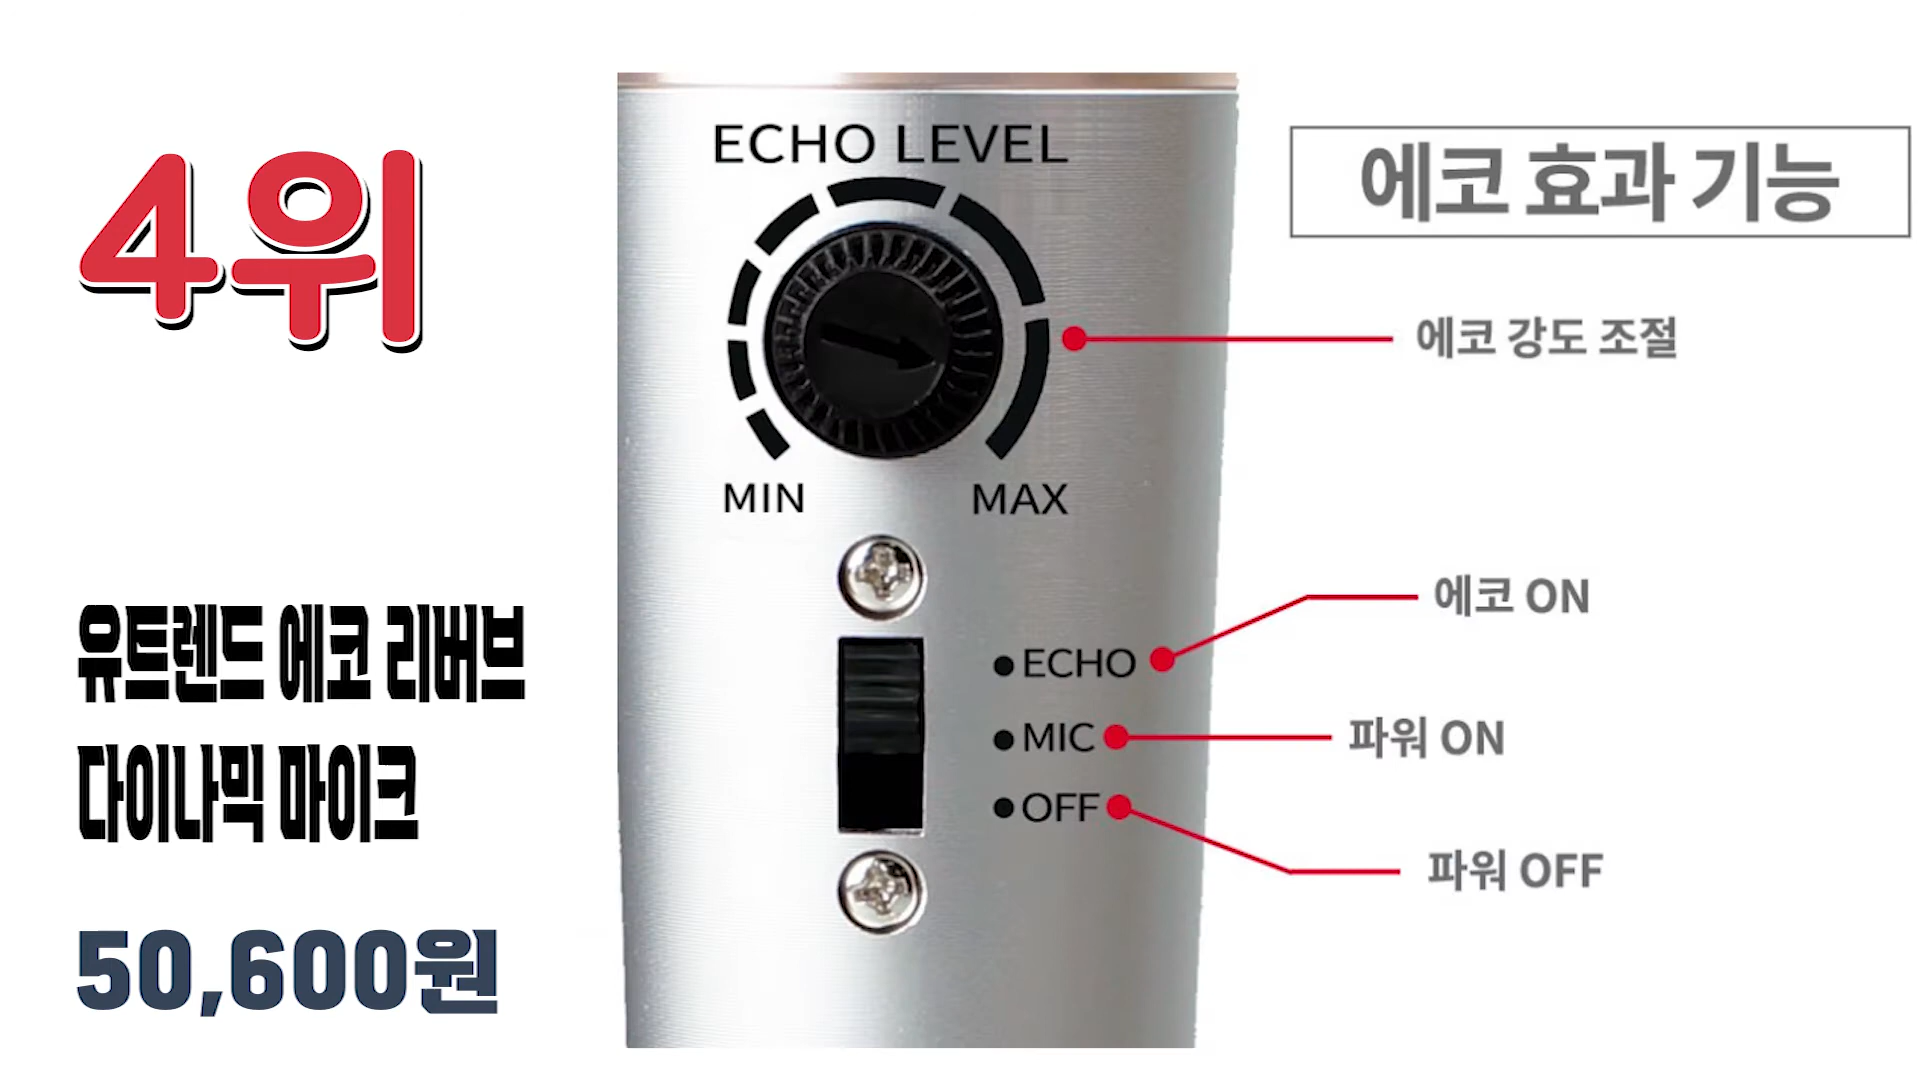 4위
유트렌드 에코 리버브
다이나믹 마이크
50,600원
ECHO LEVEL
MIN
MAX
ECHO
MIC
OFF
에코 효과 기능
에코 강도 조절
에코 ON
파워 ON
파워 OFF